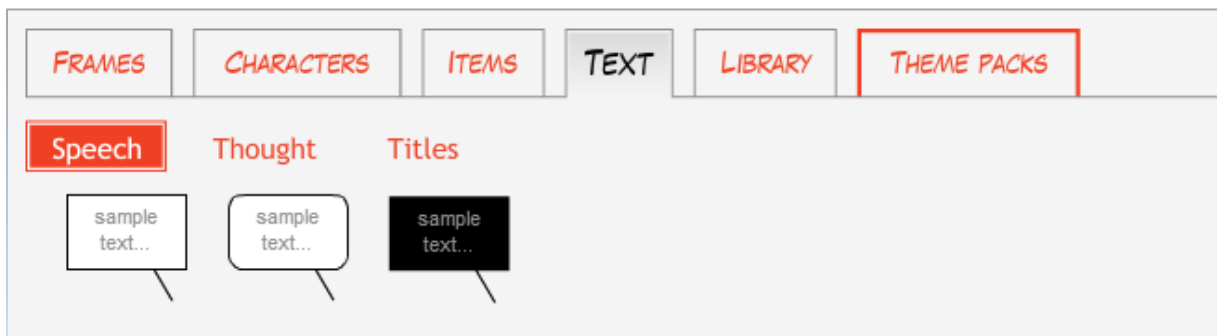 FRAMES CHARACTERS ITEMS TEXT LIBRARY THEME PACKS
Speech Thought Titles
sample sample sample
text... text... text...